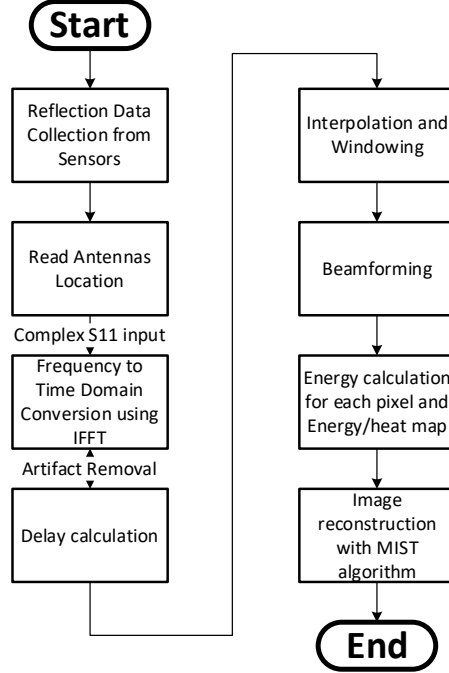 Start
Reflection Data
Collection from
Sensors
Read Antennas
Location
Complex S11 input
Frequency to
Time Domain
Conversion using
IFFT
Artifact Removal
Delay calculation
Interpolation and
Windowing
Beamforming
Energy calculation
for each pixel and
Energy/heat map
Image
reconstruction
with MIST
algorithm
End